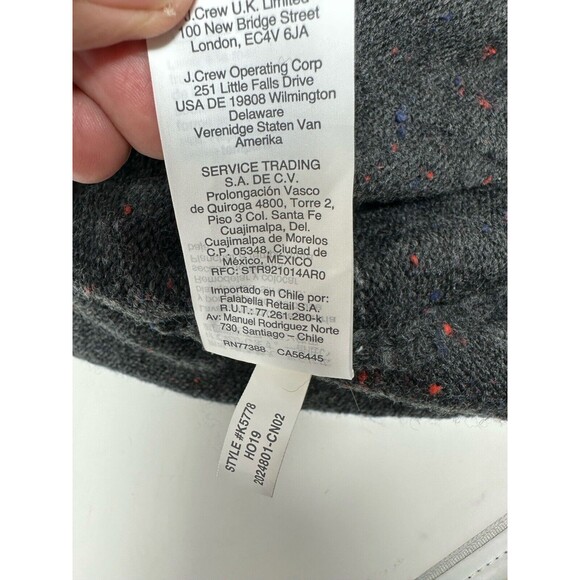 J.Crew U.K. Limited
100 New Bridge Street
London, EC4V 6JA
J.Crew Operating Corp
251 Little Falls Drive
USA DE 19808 Wilmington
Delaware
Verenidge Staten Van
Amerika
SERVICE TRADING
S.A. DE C.V.
Prolongación Vasco
de Quiroga 4800, Torre 2,
Piso 3 Col. Santa Fe
Cuajimalpa, Del.
Cuajimalpa de Morelos
C.P. 05348, Ciudad de
México, MÉXICO
RFC: STR921014AR0
Importado en Chile por:
Falabella Retail S.A.
R.U.T.: 77.261.280-k
Av: Manuel Rodriguez Norte
730, Santiago - Chile
RN77388 CA56445
STYLE #K5778
HO19
2024801-CN02